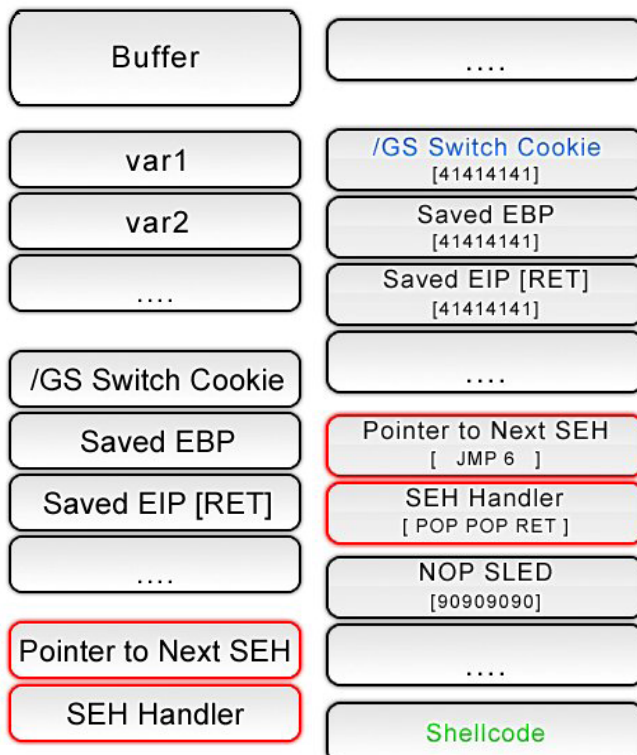 Buffer
var1
var2
....
/GS Switch Cookie
Saved EBP
Saved EIP [RET]
....
Pointer to Next SEH
SEH Handler
....
/GS Switch Cookie
[41414141]
Saved EBP
[41414141]
Saved EIP [RET]
[41414141]
....
Pointer to Next SEH
[ JMP 6 ]
SEH Handler
[ POP POP RET ]
NOP SLED
[90909090]
....
Shellcode